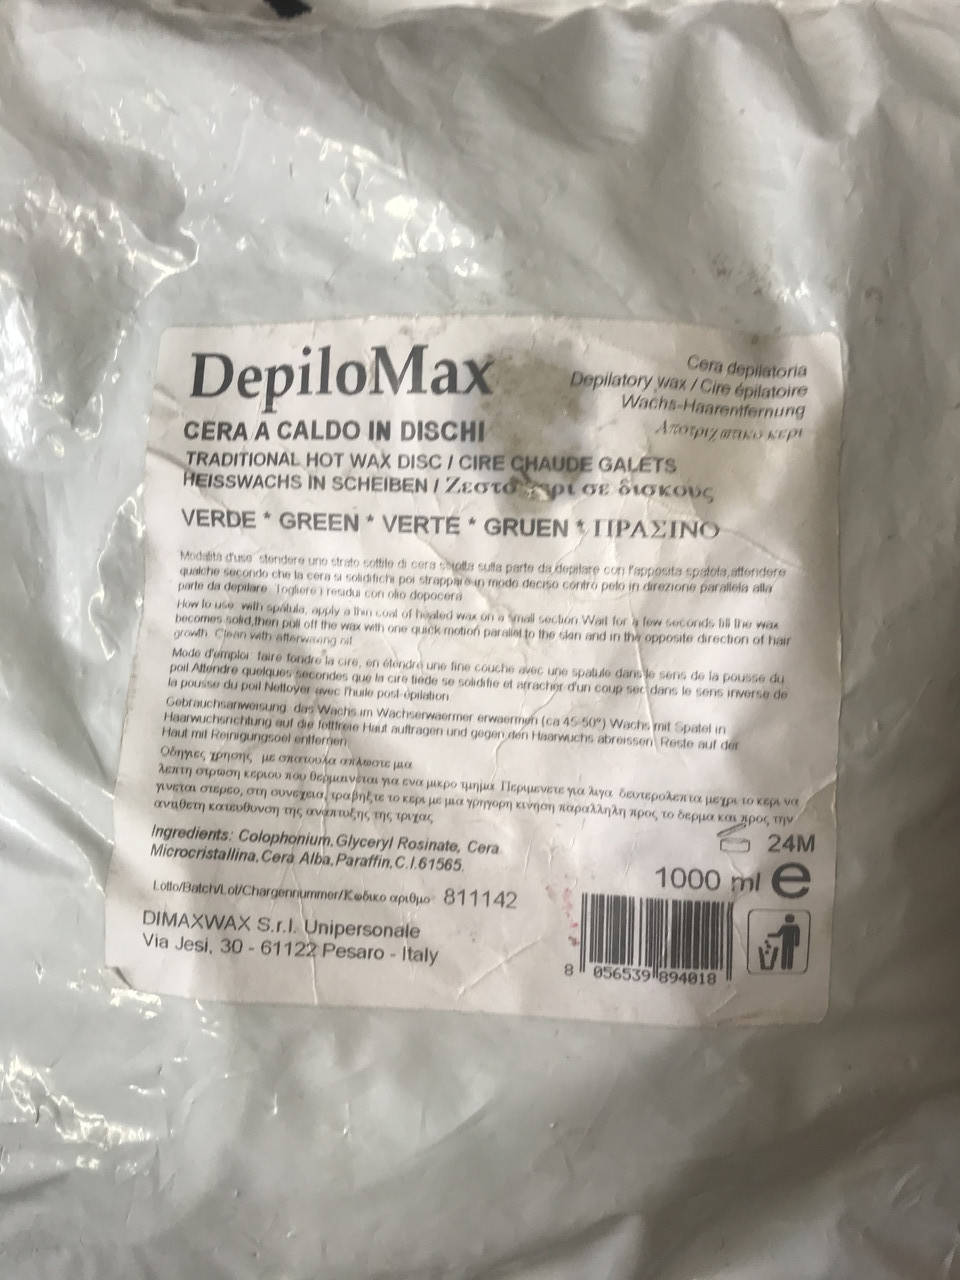 DepiloMax
Cera depilatoria
Depilatory wax / Cire épilatoire
Wachs-Haarentfernung
Αποτριχ κερι
CERA A CALDO IN DISCHI
TRADITIONAL HOT WAX DISC / CIRE CHAUDE GALETS
HEISSWACHS IN SCHEIBEN / Ζεστο κερι σε δισκους
VERDE * GREEN * VERTE * GRUEN * ΠΡΑΣΙΝΟ
Modalita d'uso stendere uno strato sottile di cera sciolta sulla parte da depilare con l'apposita spatola, attendere
qualche secondo che la cera si solidifichi poi strappare in modo deciso contro pelo in direzione parallela alla
parte da depilare Togliere i residui con olio dopocera
How to use with spatula, apply a thin coat of heated wax on a small section Wait for a few seconds till the wax
becomes solid, then pull off the wax with one quick motion parallel to the skin and in the opposite direction of hair
growth Clean with afterwaxing oil
Mode d'emploi faire fondre la cire, en étendre une fine couche avec une spatule dans le sens de la pousse du
poil Attendre quelques secondes que la cire tiède se solidifie et arracher d'un coup sec dans le sens inverse de
la pousse du poil Nettoyer avec l'huile post-épilation
Gebrauchsanweisung das Wachs im Wachserwaermer erwaermen (ca 45-50°) Wachs mit Spatel in
Haarwuchsrichtung auf die fettfreie Haut auftragen und gegen den Haarwuchs abreissen Reste auf der
Haut mit Reinigungsoel entfernen
Οδηγιες χρησης με σπατουλα απλωστε μια
λεπτη στρωση κεριου που θερμαινεται για ενα μικρο τμημα Περιμενετε για λιγα δευτερολεπτα μεχρι το κερι να
γινεται στερεο, στη συνεχεια, τραβηξτε το κερι με μια γρηγορη κινηση παραλληλη προς το δερμα και προς την
αντιθετη κατευθυνση της αναπτυξης της τριχας
Ingredients: Colophonium, Glyceryl Rosinate, Cera
Microcristallina, Cera Alba, Paraffin, C.I.61565.
24M
1000 ml e
Lotto/Batch/Lot/Chargennummer/Κωδικο αριθμο 811142
DIMAXWAX S.r.l. Unipersonale
Via Jesi, 30 - 61122 Pesaro - Italy
8 056539 894018